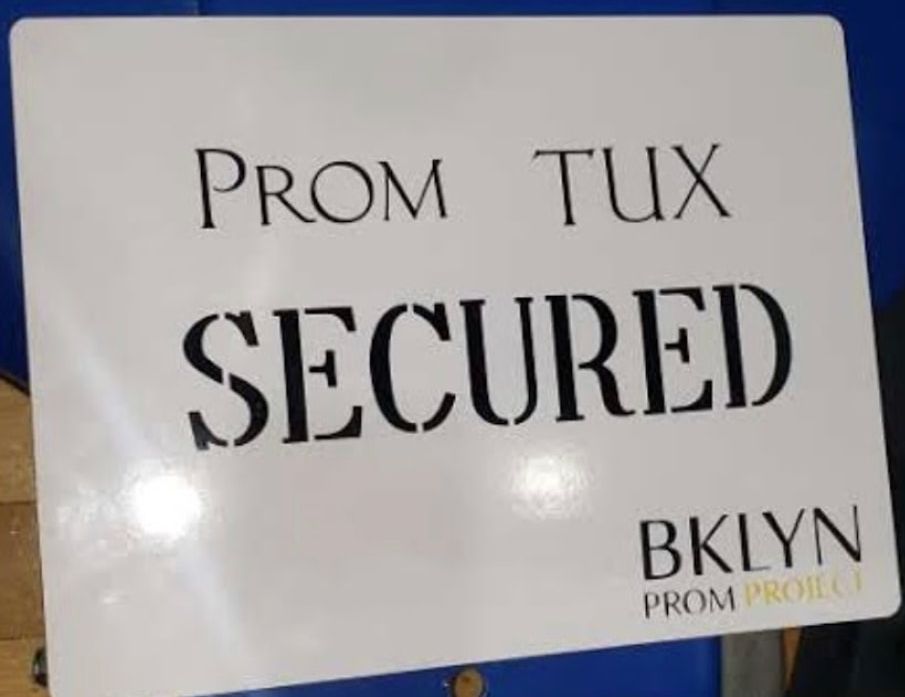 PROM TUX
SECURED
BKLYN
PROM PROJECT